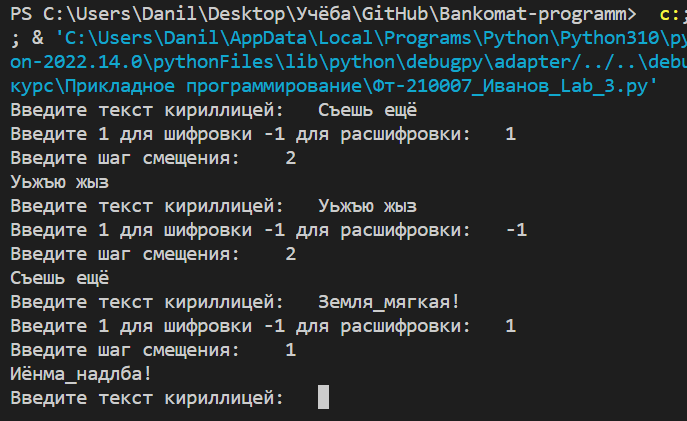 PS C:\Users\Danil\Desktop\Учёба\GitHub\Bankomat-programm>  c:;
; & 'C:\Users\Danil\AppData\Local\Programs\Python\Python310\py
on-2022.14.0\pythonFiles\lib\python\debugpy\adapter/../..\debu
курс\Прикладное программирование\Фт-210007_Иванов_Lab_3.py'
Введите текст кириллицей:   Съешь ещё
Введите 1 для шифровки -1 для расшифровки:   1
Введите шаг смещения:    2
Уьжъю жыз
Введите текст кириллицей:   Уьжъю жыз
Введите 1 для шифровки -1 для расшифровки:   -1
Введите шаг смещения:    2
Съешь ещё
Введите текст кириллицей:   Земля_мягкая!
Введите 1 для шифровки -1 для расшифровки:   1
Введите шаг смещения:    1
Иёнма_надлба!
Введите текст кириллицей: